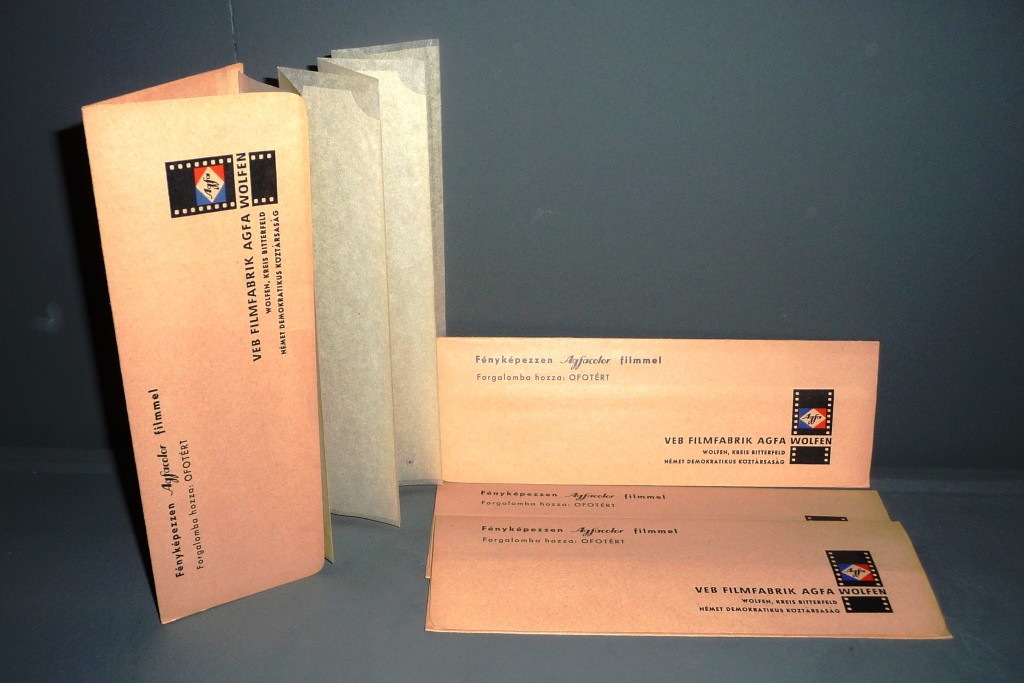 Agfa
VEB FILMFABRIK AGFA WOLFEN
WOLFEN, KREIS BITTERFELD
NÉMET DEMOKRATIKUS KÖZTÁRSASÁG
Fényképezzen Agfacolor filmmel
Forgalomba hozza: OFOTÉRT
Fényképezzen Agfacolor filmmel
Forgalomba hozza: OFOTÉRT
Agfa
VEB FILMFABRIK AGFA WOLFEN
WOLFEN, KREIS BITTERFELD
NÉMET DEMOKRATIKUS KÖZTÁRSASÁG
Fényképezzen Agfacolor filmmel
Forgalomba hozza: OFOTÉRT
Fényképezzen Agfacolor filmmel
Forgalomba hozza: OFOTÉRT
Agfa
VEB FILMFABRIK AGFA WOLFEN
WOLFEN, KREIS BITTERFELD
NÉMET DEMOKRATIKUS KÖZTÁRSASÁG